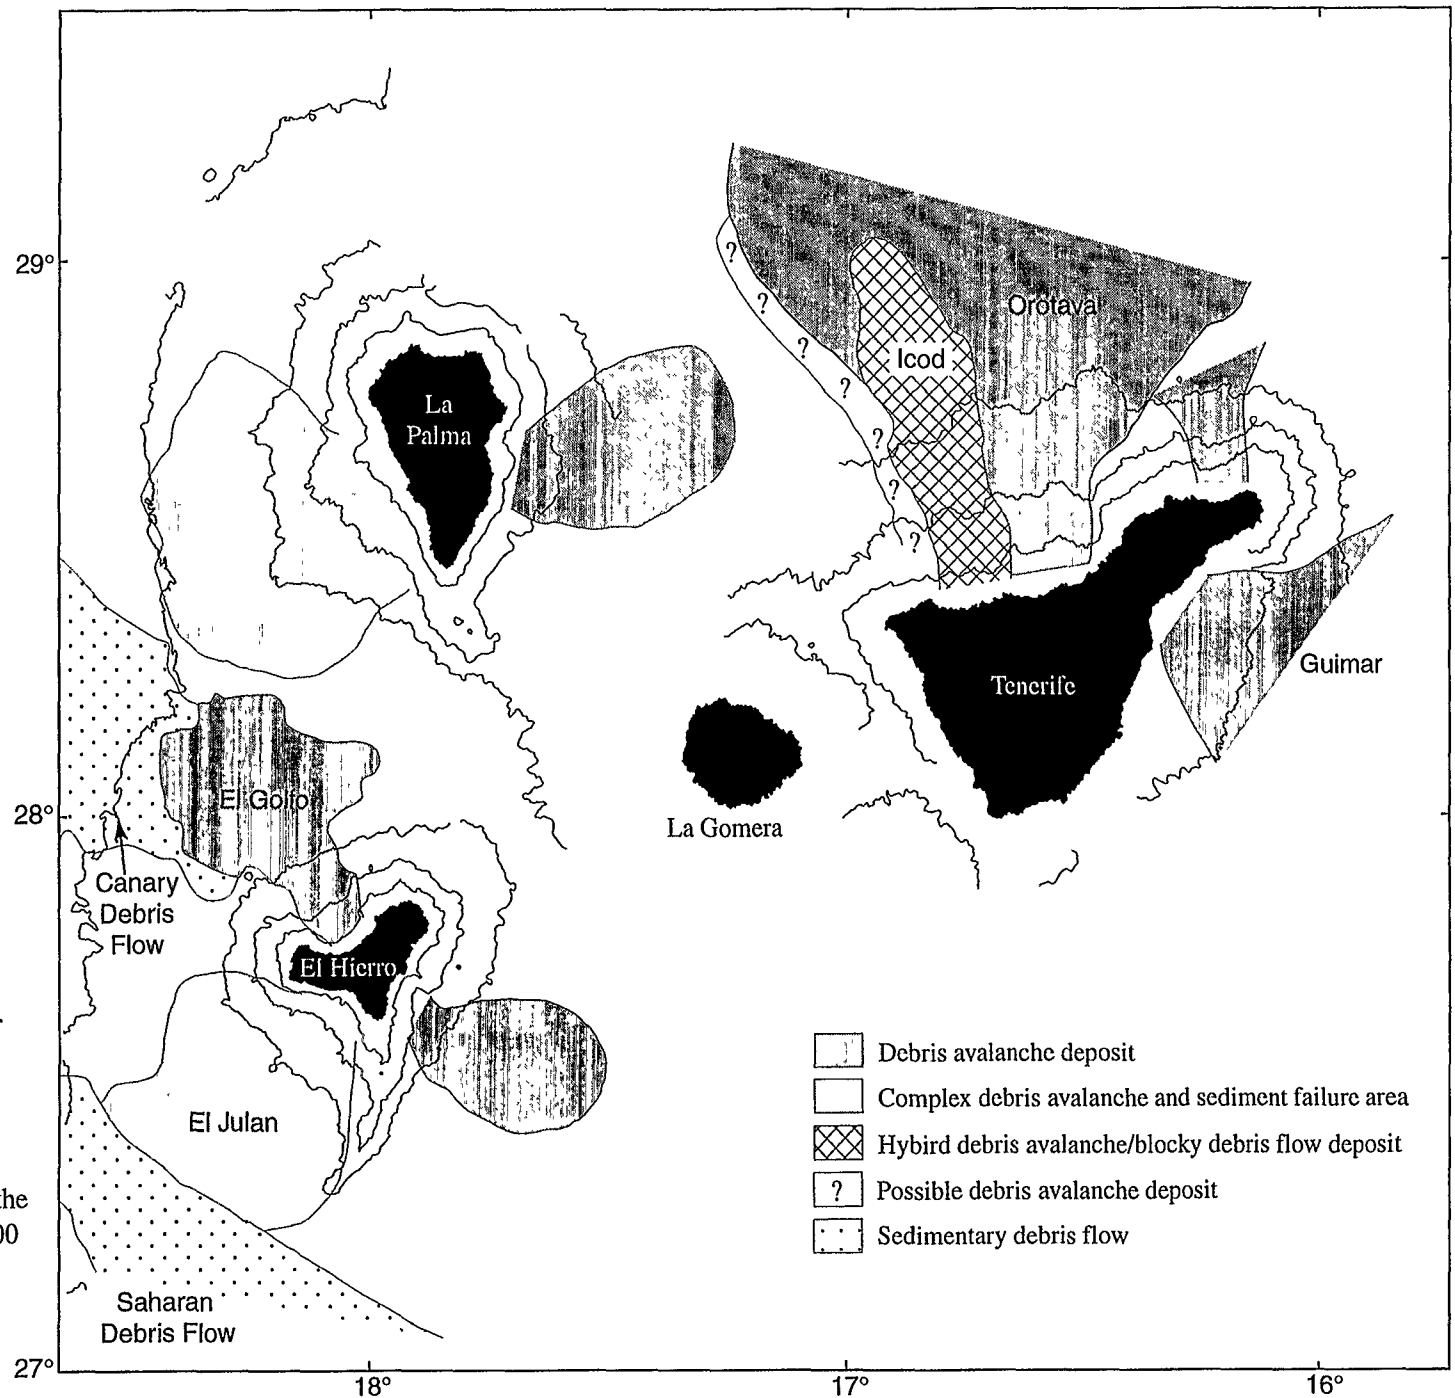 29°
28°
27°
18°
17°
16°
La
Palma
Orotava
Icod
Tenerife
Guimar
La Gomera
El Golfo
Canary
Debris
Flow
El Hierro
El Julan
Saharan
Debris Flow
?
?
?
?
?
?
?
Debris avalanche deposit
Complex debris avalanche and sediment failure area
Hybird debris avalanche/blocky debris flow deposit
? Possible debris avalanche deposit
Sedimentary debris flow
the
00